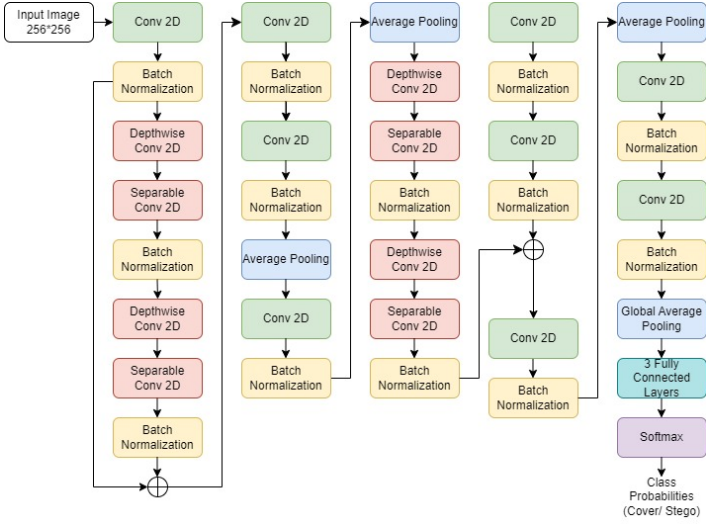 Input Image
256*256
Conv 2D
Batch
Normalization
Depthwise
Conv 2D
Separable
Conv 2D
Batch
Normalization
Depthwise
Conv 2D
Separable
Conv 2D
Batch
Normalization
Conv 2D
Batch
Normalization
Conv 2D
Batch
Normalization
Average Pooling
Conv 2D
Batch
Normalization
Average Pooling
Depthwise
Conv 2D
Separable
Conv 2D
Batch
Normalization
Depthwise
Conv 2D
Separable
Conv 2D
Batch
Normalization
Conv 2D
Batch
Normalization
Conv 2D
Batch
Normalization
Conv 2D
Batch
Normalization
Average Pooling
Conv 2D
Batch
Normalization
Conv 2D
Batch
Normalization
Global Average
Pooling
3 Fully
Connected
Layers
Softmax
Class
Probabilities
(Cover/ Stego)